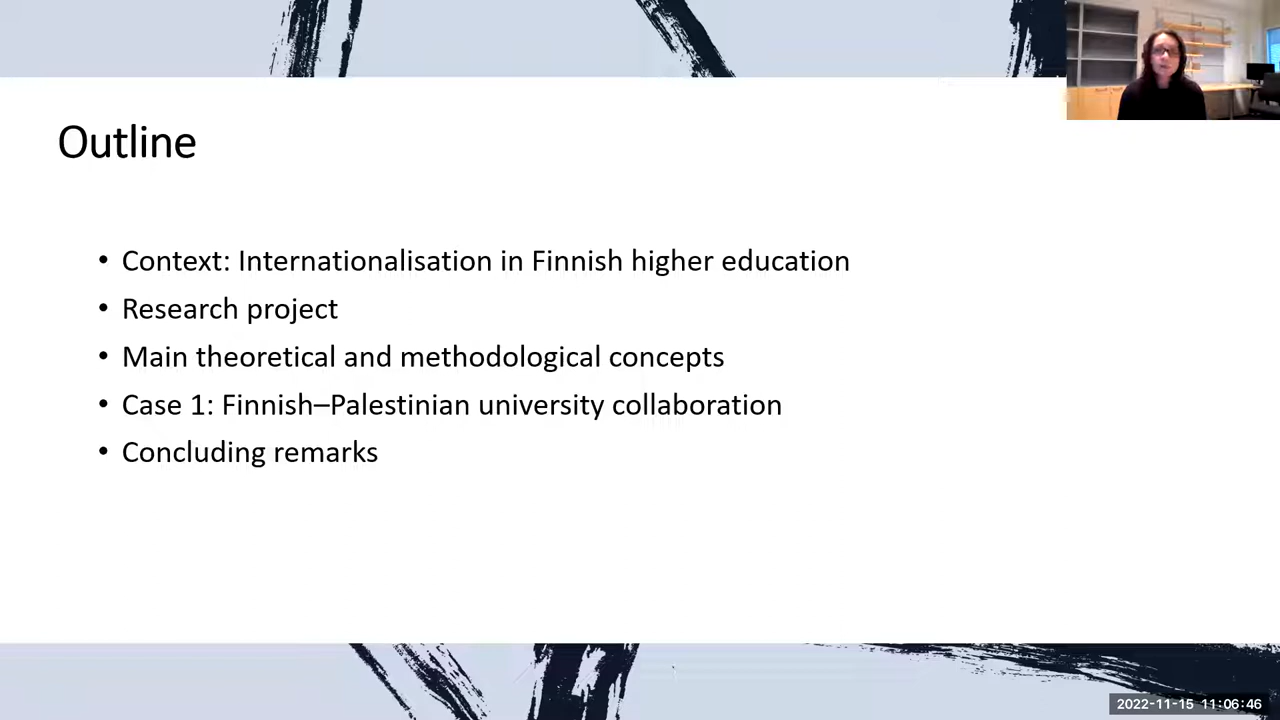 Outline
• Context: Internationalisation in Finnish higher education
• Research project
• Main theoretical and methodological concepts
• Case 1: Finnish–Palestinian university collaboration
• Concluding remarks
2022-11-15 11:06:46